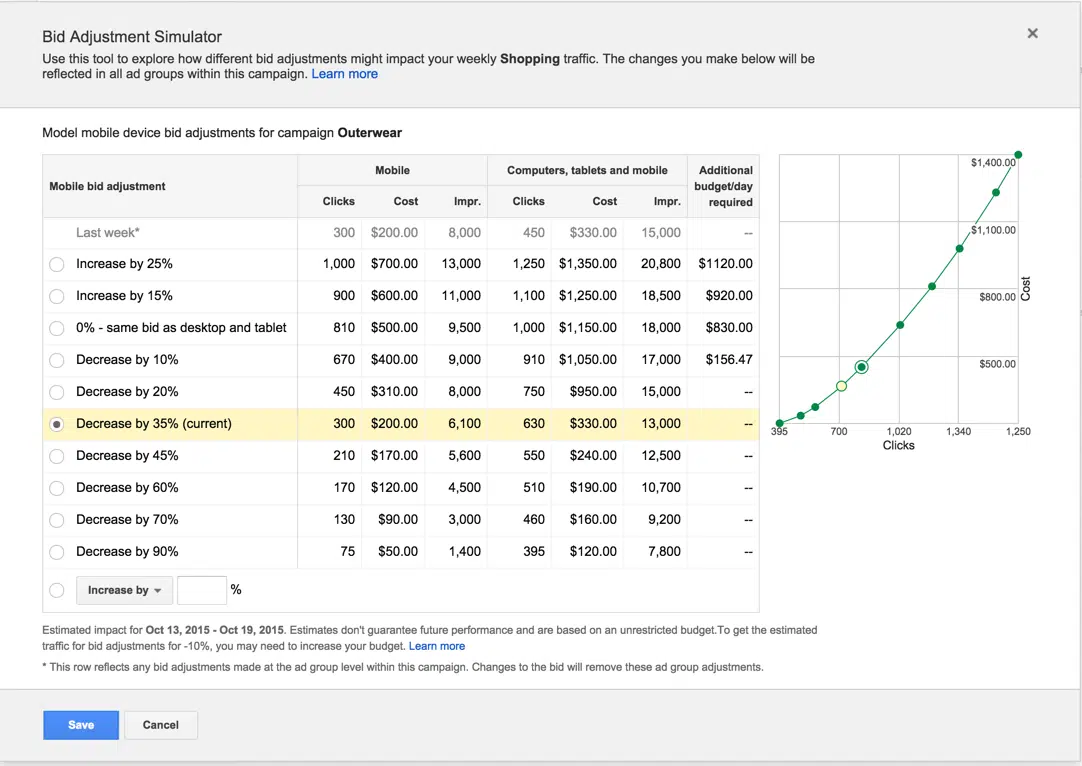 Bid Adjustment Simulator
Use this tool to explore how different bid adjustments might impact your weekly Shopping traffic. The changes you make below will be
reflected in all ad groups within this campaign. Learn more
Model mobile device bid adjustments for campaign Outerwear
Mobile bid adjustment
Mobile
Computers, tablets and mobile
Additional
budget/day
required
Clicks Cost Impr. Clicks Cost Impr.
Last week* 300 $200.00 8,000 450 $330.00 15,000 --
Increase by 25% 1,000 $700.00 13,000 1,250 $1,350.00 20,800 $1120.00
Increase by 15% 900 $600.00 11,000 1,100 $1,250.00 18,500 $920.00
0% - same bid as desktop and tablet 810 $500.00 9,500 1,000 $1,150.00 18,000 $830.00
Decrease by 10% 670 $400.00 9,000 910 $1,050.00 17,000 $156.47
Decrease by 20% 450 $310.00 8,000 750 $950.00 15,000 --
Decrease by 35% (current) 300 $200.00 6,100 630 $330.00 13,000 --
Decrease by 45% 210 $170.00 5,600 550 $240.00 12,500 --
Decrease by 60% 170 $120.00 4,500 510 $190.00 10,700 --
Decrease by 70% 130 $90.00 3,000 460 $160.00 9,200 --
Decrease by 90% 75 $50.00 1,400 395 $120.00 7,800 --
Increase by %
$1,400.00
$1,100.00
$800.00
$500.00
Cost
395 700 1,020 1,340 1,250
Clicks
Estimated impact for Oct 13, 2015 - Oct 19, 2015. Estimates don't guarantee future performance and are based on an unrestricted budget.To get the estimated
traffic for bid adjustments for -10%, you may need to increase your budget. Learn more
* This row reflects any bid adjustments made at the ad group level within this campaign. Changes to the bid will remove these ad group adjustments.
Save Cancel